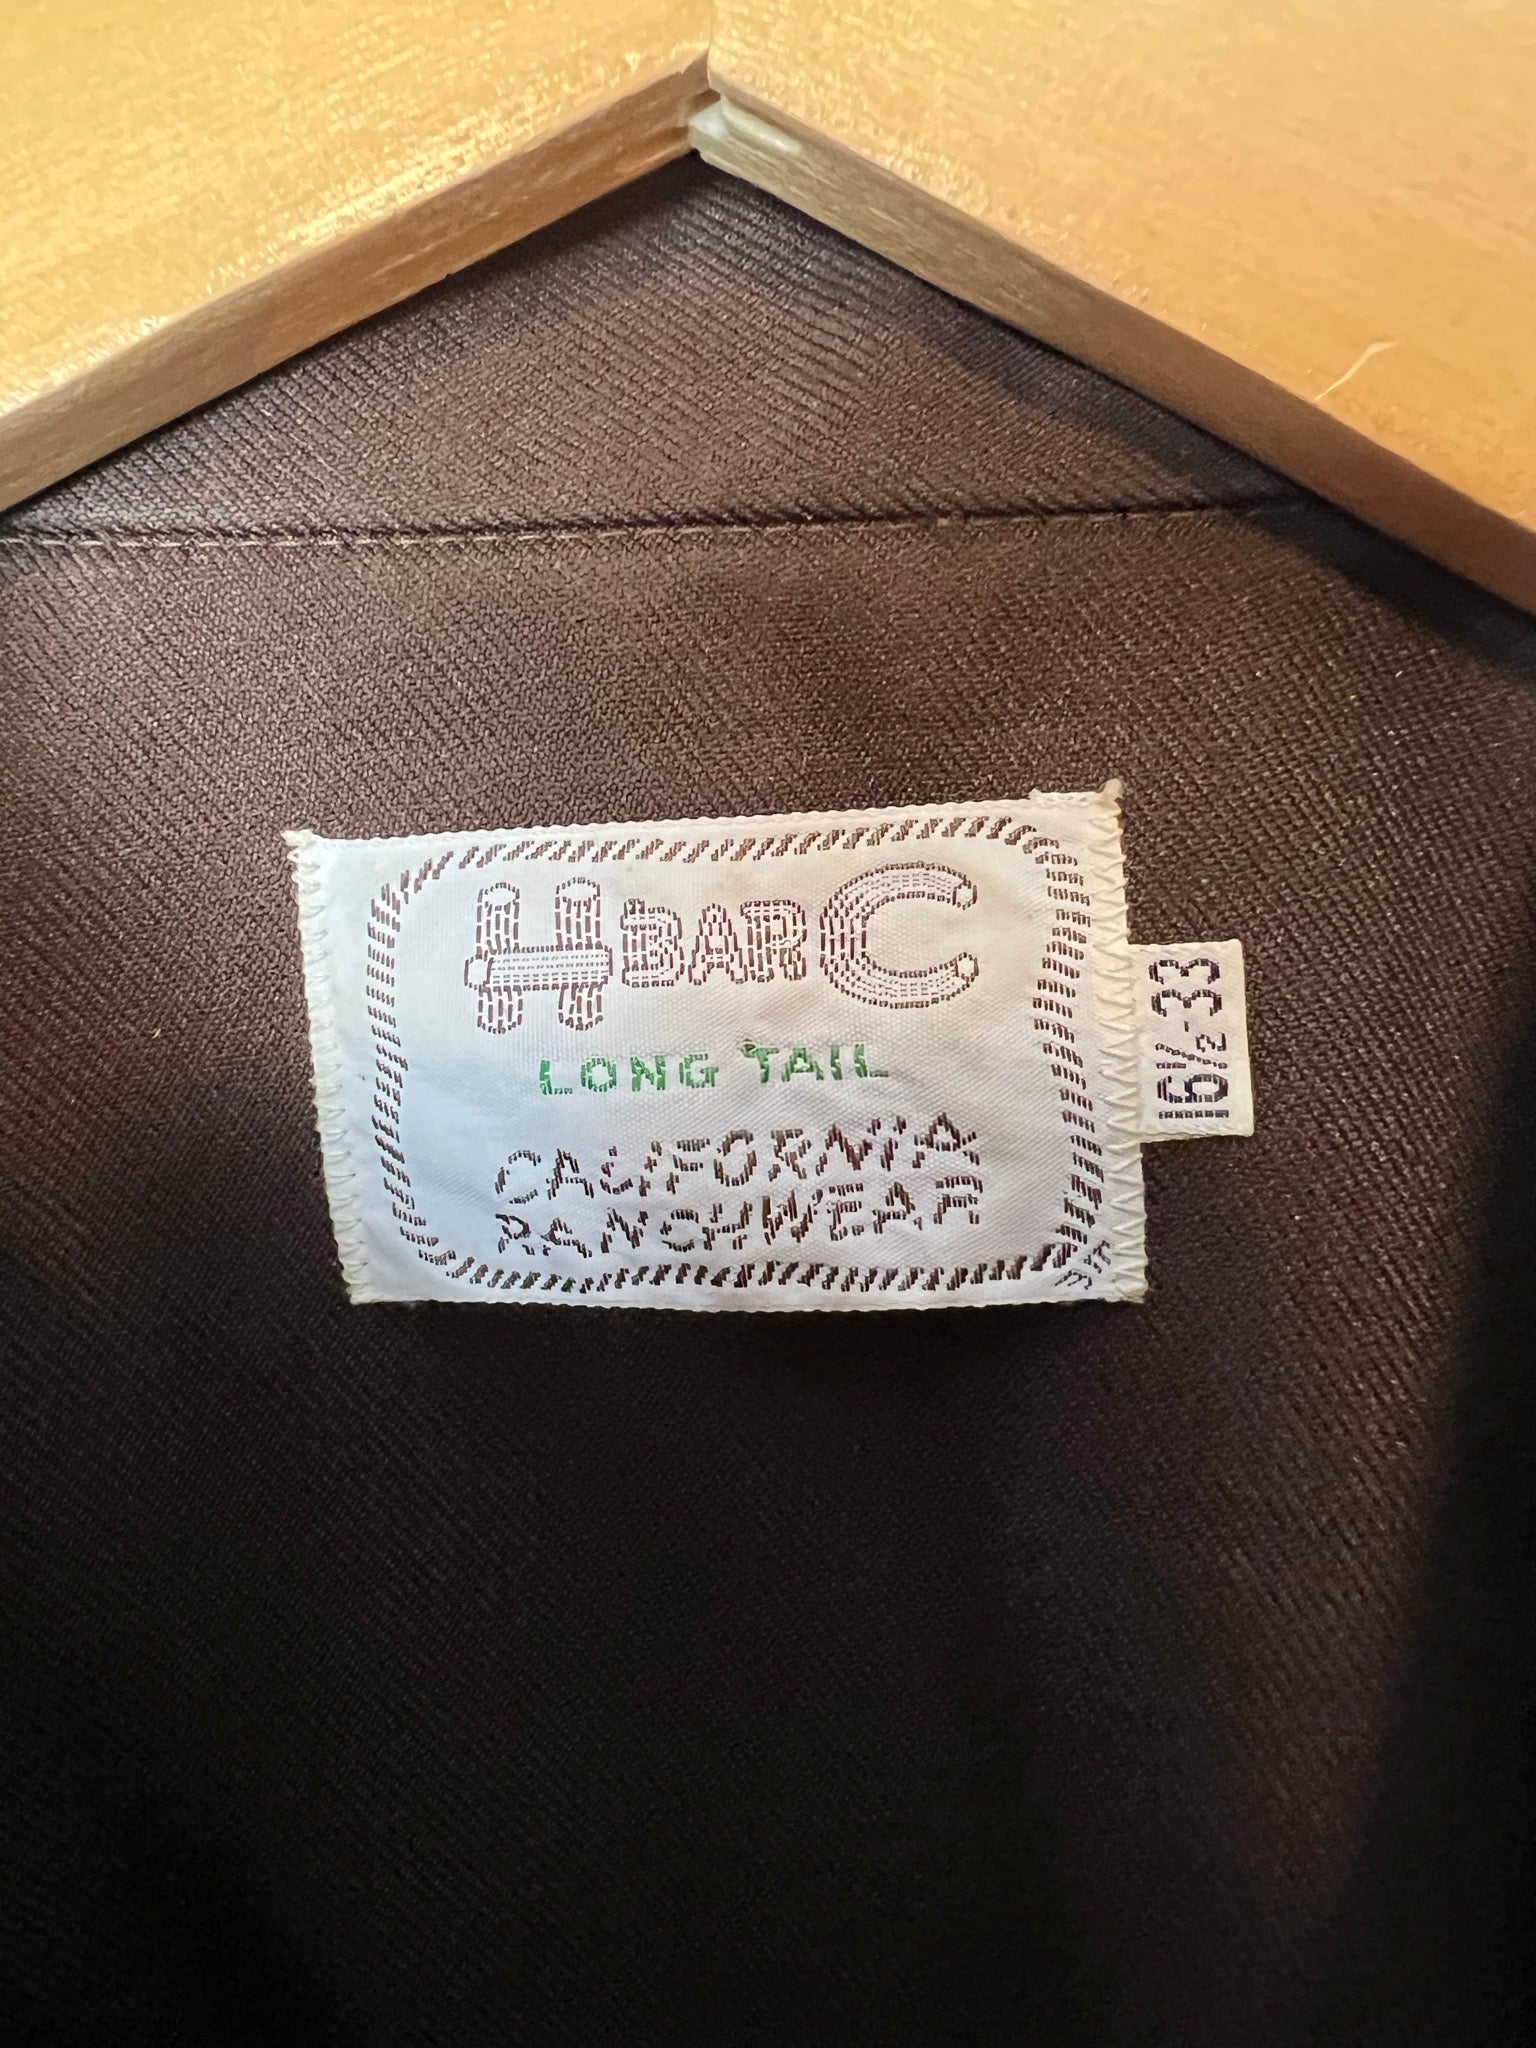 H BAR C
LONG TAIL
CALIFORNIA
RANCHWEAR
16½-33